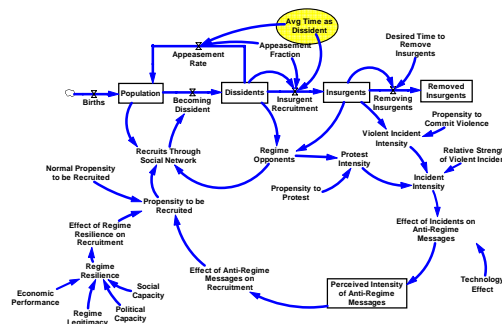 Avg Time as
Dissident
Desired Time to
Remove
Insurgents
Appeasement
Rate
Appeasement
Fraction
Births
Population
Becoming
Dissident
Dissidents
Insurgent
Recruitment
Insurgents
Removing
Insurgents
Removed
Insurgents
Propensity to
Commit Violence
Violent Incident
Intensity
Recruits Through
Social Network
Regime
Opponents
Protest
Intensity
Relative Strength
of Violent Incidents
Incident
Intensity
Normal Propensity
to be Recruited
Propensity to be
Recruited
Propensity to
Protest
Effect of Regime
Resilience on
Recruitment
Effect of Incidents on
Anti-Regime
Messages
Regime
Resilience
Effect of Anti-Regime
Messages on
Recruitment
Perceived Intensity
of Anti-Regime
Messages
Technology
Effect
Economic
Performance
Social
Capacity
Political
Capacity
Regime
Legitimacy